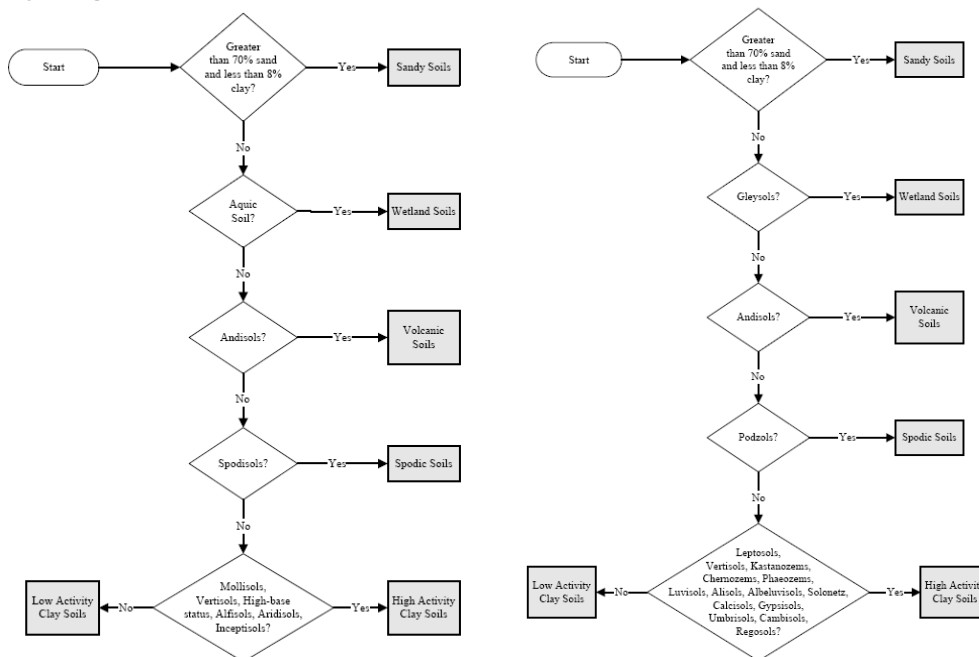 Start
Greater
than 70% sand
and less than 8%
clay?
Yes
Sandy Soils
No
Aquic
Soil?
Yes
Wetland Soils
No
Andisols?
Yes
Volcanic
Soils
No
Spodisols?
Yes
Spodic Soils
No
Mollisols,
Vertisols, High-base
status, Alfisols, Aridisols,
Inceptisols?
No
Low Activity
Clay Soils
Yes
High Activity
Clay Soils
Start
Greater
than 70% sand
and less than 8%
clay?
Yes
Sandy Soils
No
Gleysols?
Yes
Wetland Soils
No
Andisols?
Yes
Volcanic
Soils
No
Podzols?
Yes
Spodic Soils
No
Leptosols,
Vertisols, Kastanozems,
Chernozems, Phaeozems,
Luvisols, Alisols, Albeluvisols, Solonetz,
Calcisols, Gypsisols,
Umbrisols, Cambisols,
Regosols?
No
Low Activity
Clay Soils
Yes
High Activity
Clay Soils